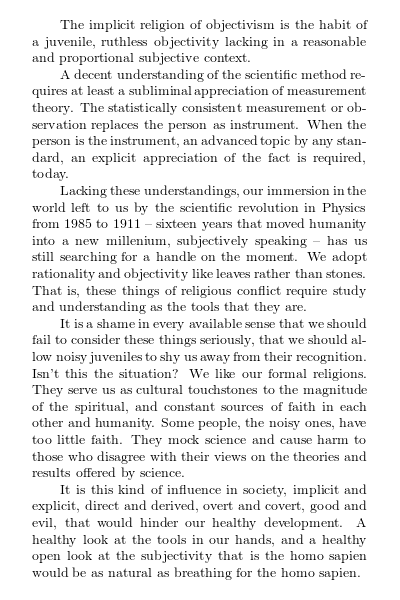 The implicit religion of objectivism is the habit of
a juvenile, ruthless objectivity lacking in a reasonable
and proportional subjective context.
A decent understanding of the scientific method re-
quires at least a subliminal appreciation of measurement
theory. The statistically consistent measurement or ob-
servation replaces the person as instrument. When the
person is the instrument, an advanced topic by any stan-
dard, an explicit appreciation of the fact is required,
today.
Lacking these understandings, our immersion in the
world left to us by the scientific revolution in Physics
from 1985 to 1911 – sixteen years that moved humanity
into a new millenium, subjectively speaking – has us
still searching for a handle on the moment. We adopt
rationality and objectivity like leaves rather than stones.
That is, these things of religious conflict require study
and understanding as the tools that they are.
It is a shame in every available sense that we should
fail to consider these things seriously, that we should al-
low noisy juveniles to shy us away from their recognition.
Isn't this the situation? We like our formal religions.
They serve us as cultural touchstones to the magnitude
of the spiritual, and constant sources of faith in each
other and humanity. Some people, the noisy ones, have
too little faith. They mock science and cause harm to
those who disagree with their views on the theories and
results offered by science.
It is this kind of influence in society, implicit and
explicit, direct and derived, overt and covert, good and
evil, that would hinder our healthy development. A
healthy look at the tools in our hands, and a healthy
open look at the subjectivity that is the homo sapien
would be as natural as breathing for the homo sapien.